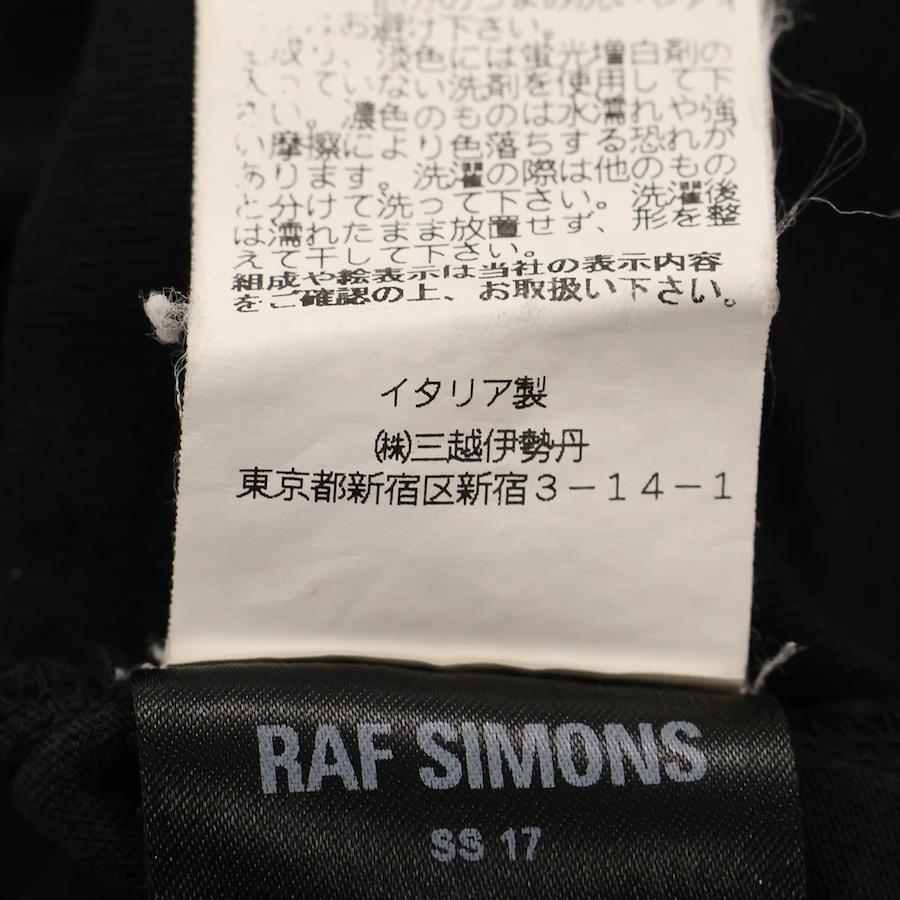 お避け下さい。
淡色には蛍光増白剤の
入っていない洗剤を使用して下
さい。濃色のものは水濡れや強
い摩擦により色落ちする恐れが
あります。洗濯の際は他のもの
と分けて洗って下さい。洗濯後
は濡れたまま放置せず、形を整
えて干して下さい。
組成や絵表示は当社の表示内容
をご確認の上、お取扱い下さい。
イタリア製
㈱三越伊勢丹
東京都新宿区新宿3-14-1
RAF SIMONS
SS 17